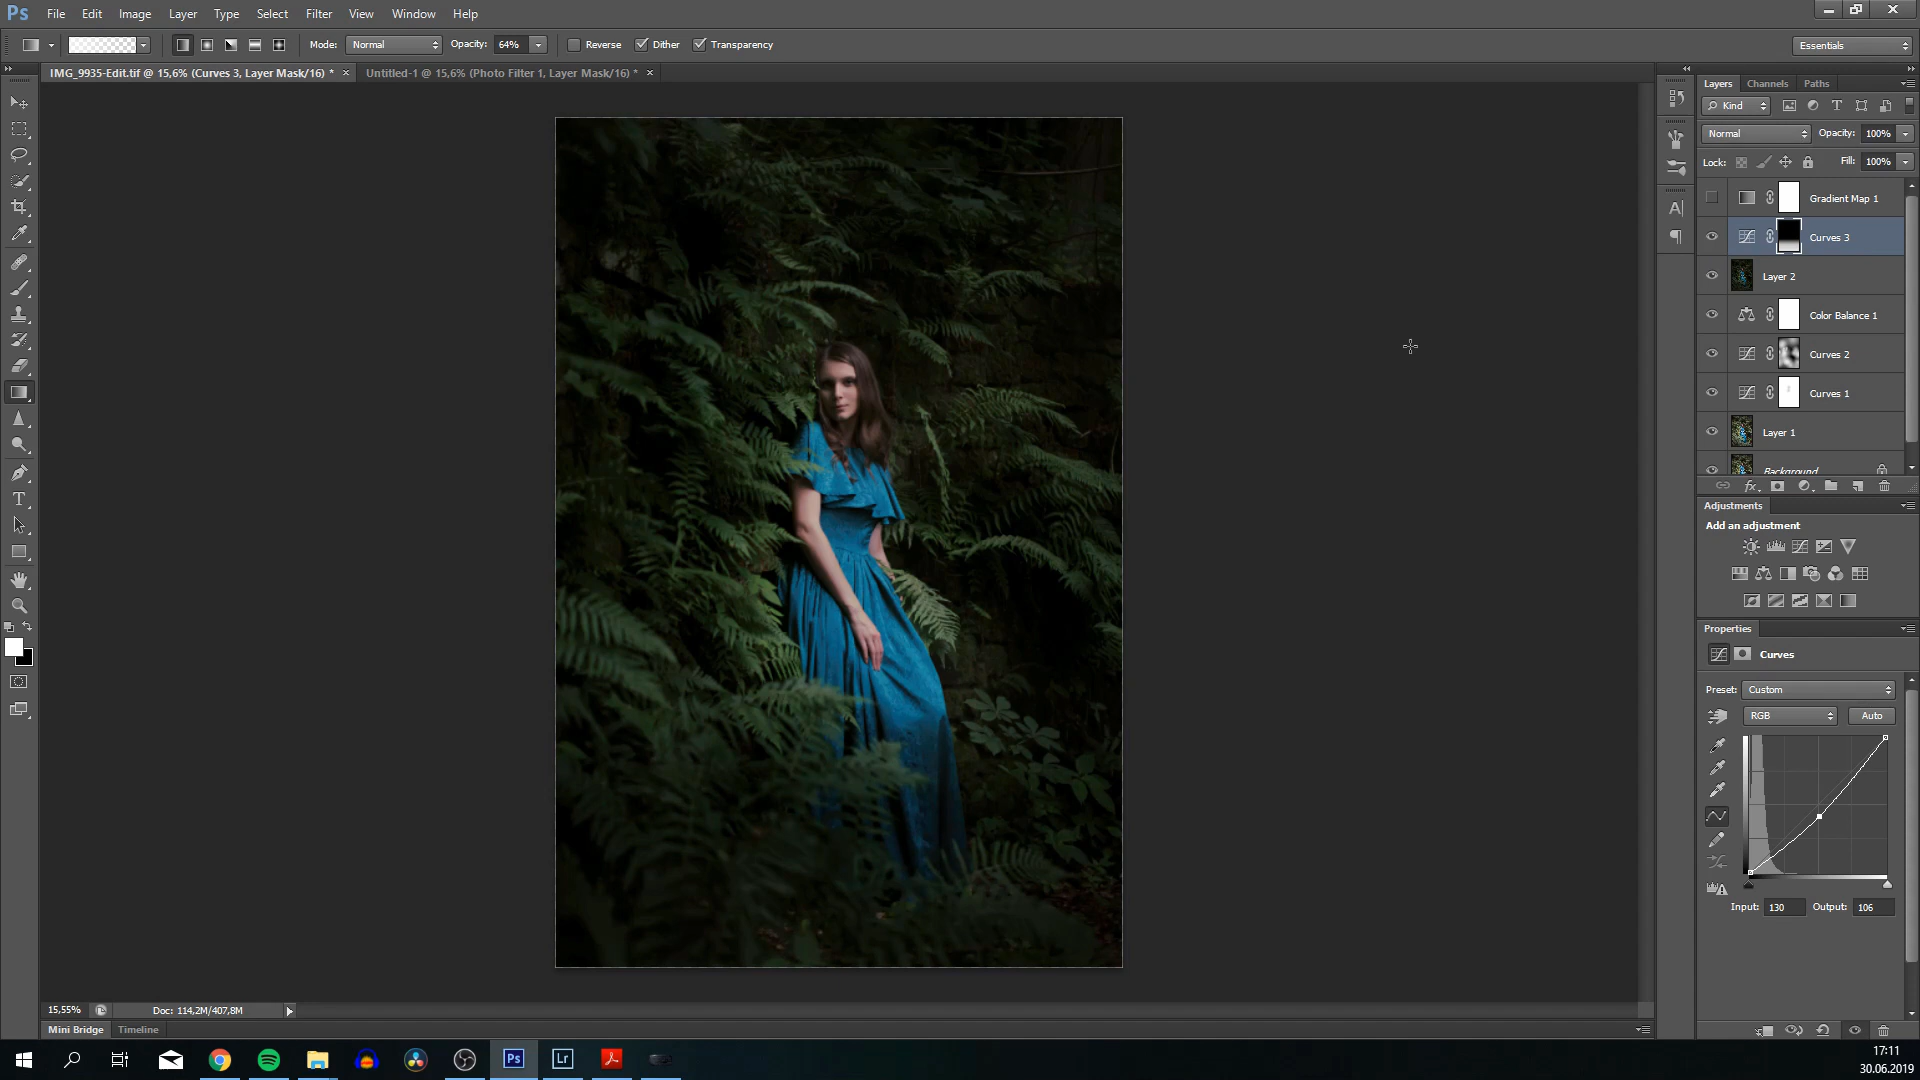 Ps File Edit Image Layer Type Select Filter View Window Help
Mode: Normal Opacity: 64% Reverse Dither Transparency Essentials
IMG_9935-Edit.tif @ 15,6% (Curves 3, Layer Mask/16) * × Untitled-1 @ 15,6% (Photo Filter 1, Layer Mask/16) * ×
Layers Channels Paths
Kind
Normal Opacity: 100%
Lock: Fill: 100%
Gradient Map 1
Curves 3
Layer 2
Color Balance 1
Curves 2
Curves 1
Layer 1
Background
fx
Adjustments
Add an adjustment
Properties
Curves
Preset: Custom
RGB Auto
Input: 130 Output: 106
15,55% Doc: 114,2M/407,8M
Mini Bridge Timeline
Ps Lr
17:11
30.06.2019